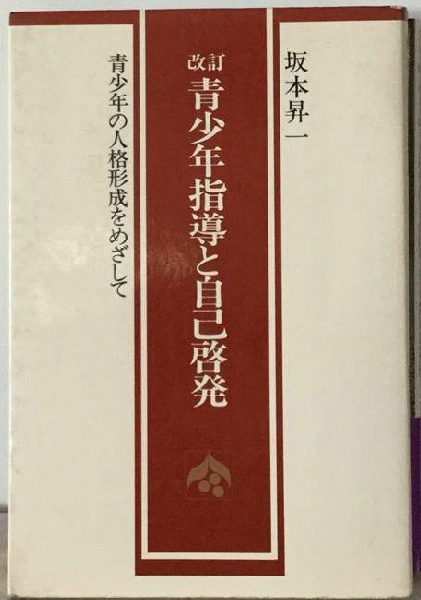 坂本昇一
改訂
青少年指導と自己啓発
青少年の人格形成をめざして